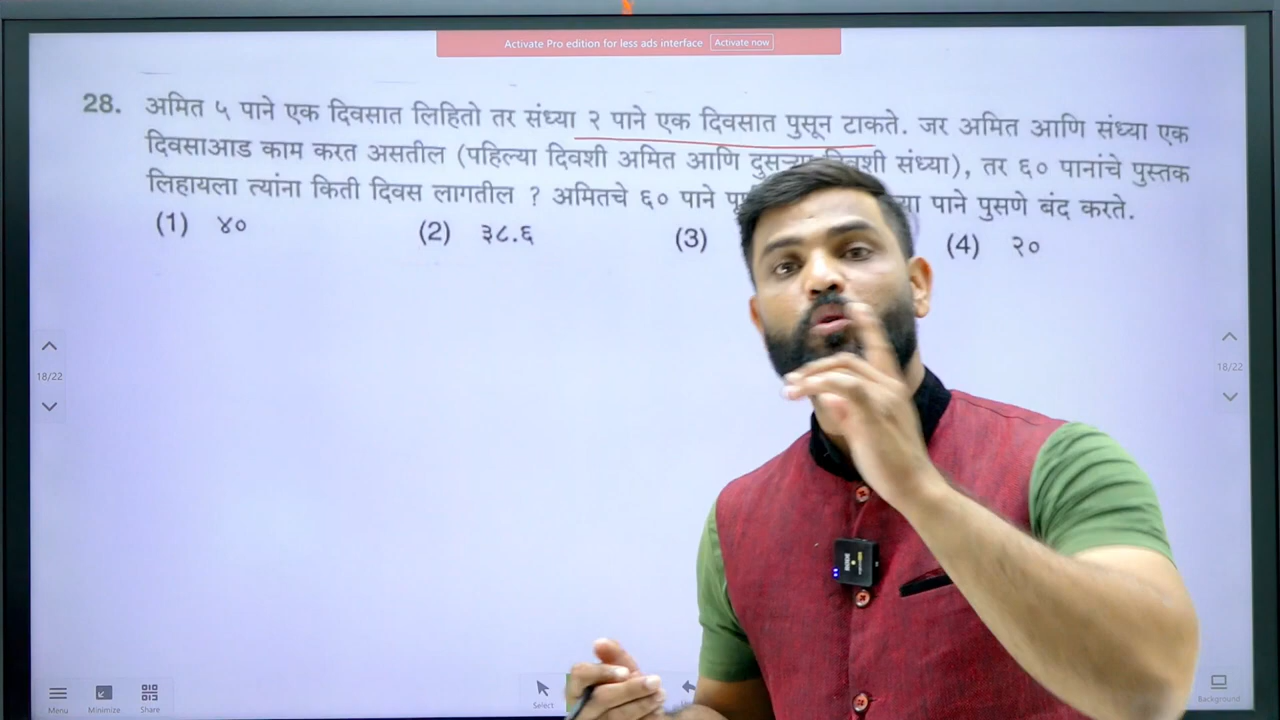 Activate Pro edition for less ads interface Activate now
28. अमित ५ पाने एक दिवसात लिहितो तर संध्या २ पाने एक दिवसात पुसून टाकते. जर अमित आणि संध्या एक
दिवसाआड काम करत असतील (पहिल्या दिवशी अमित आणि दुसऱ्या दिवशी संध्या), तर ६० पानांचे पुस्तक
लिहायला त्यांना किती दिवस लागतील ? अमितचे ६० पाने पाने पुसणे बंद करते.
(1) ४० (2) ३८.६ (3) (4) २०
18/22 18/22
Menu Minimize Share Select Background